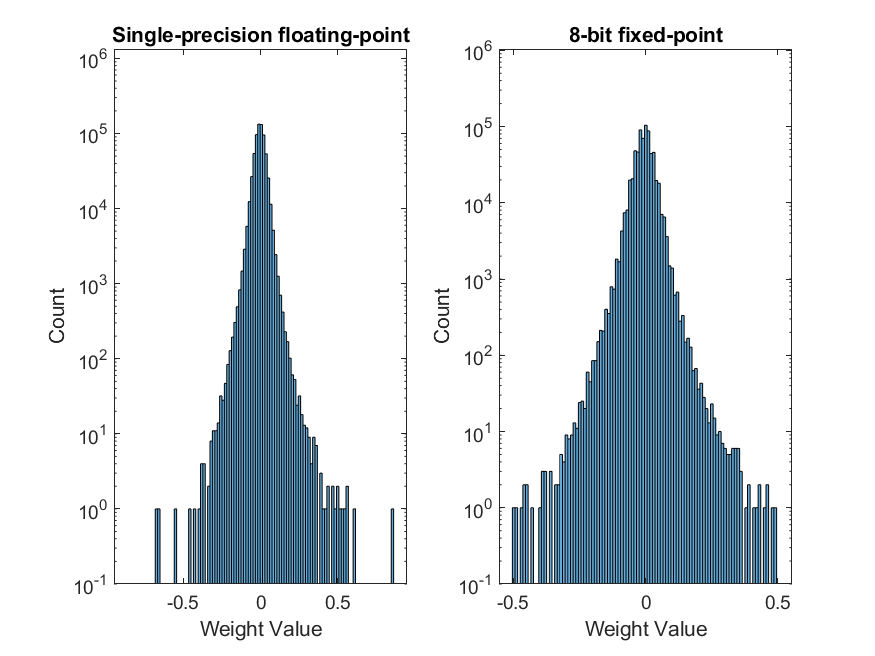 Single-precision floating-point
10^6
10^5
10^4
10^3
10^2
10^1
10^0
10^-1
Count
-0.5 0 0.5
Weight Value
8-bit fixed-point
10^6
10^5
10^4
10^3
10^2
10^1
10^0
10^-1
Count
-0.5 0 0.5
Weight Value